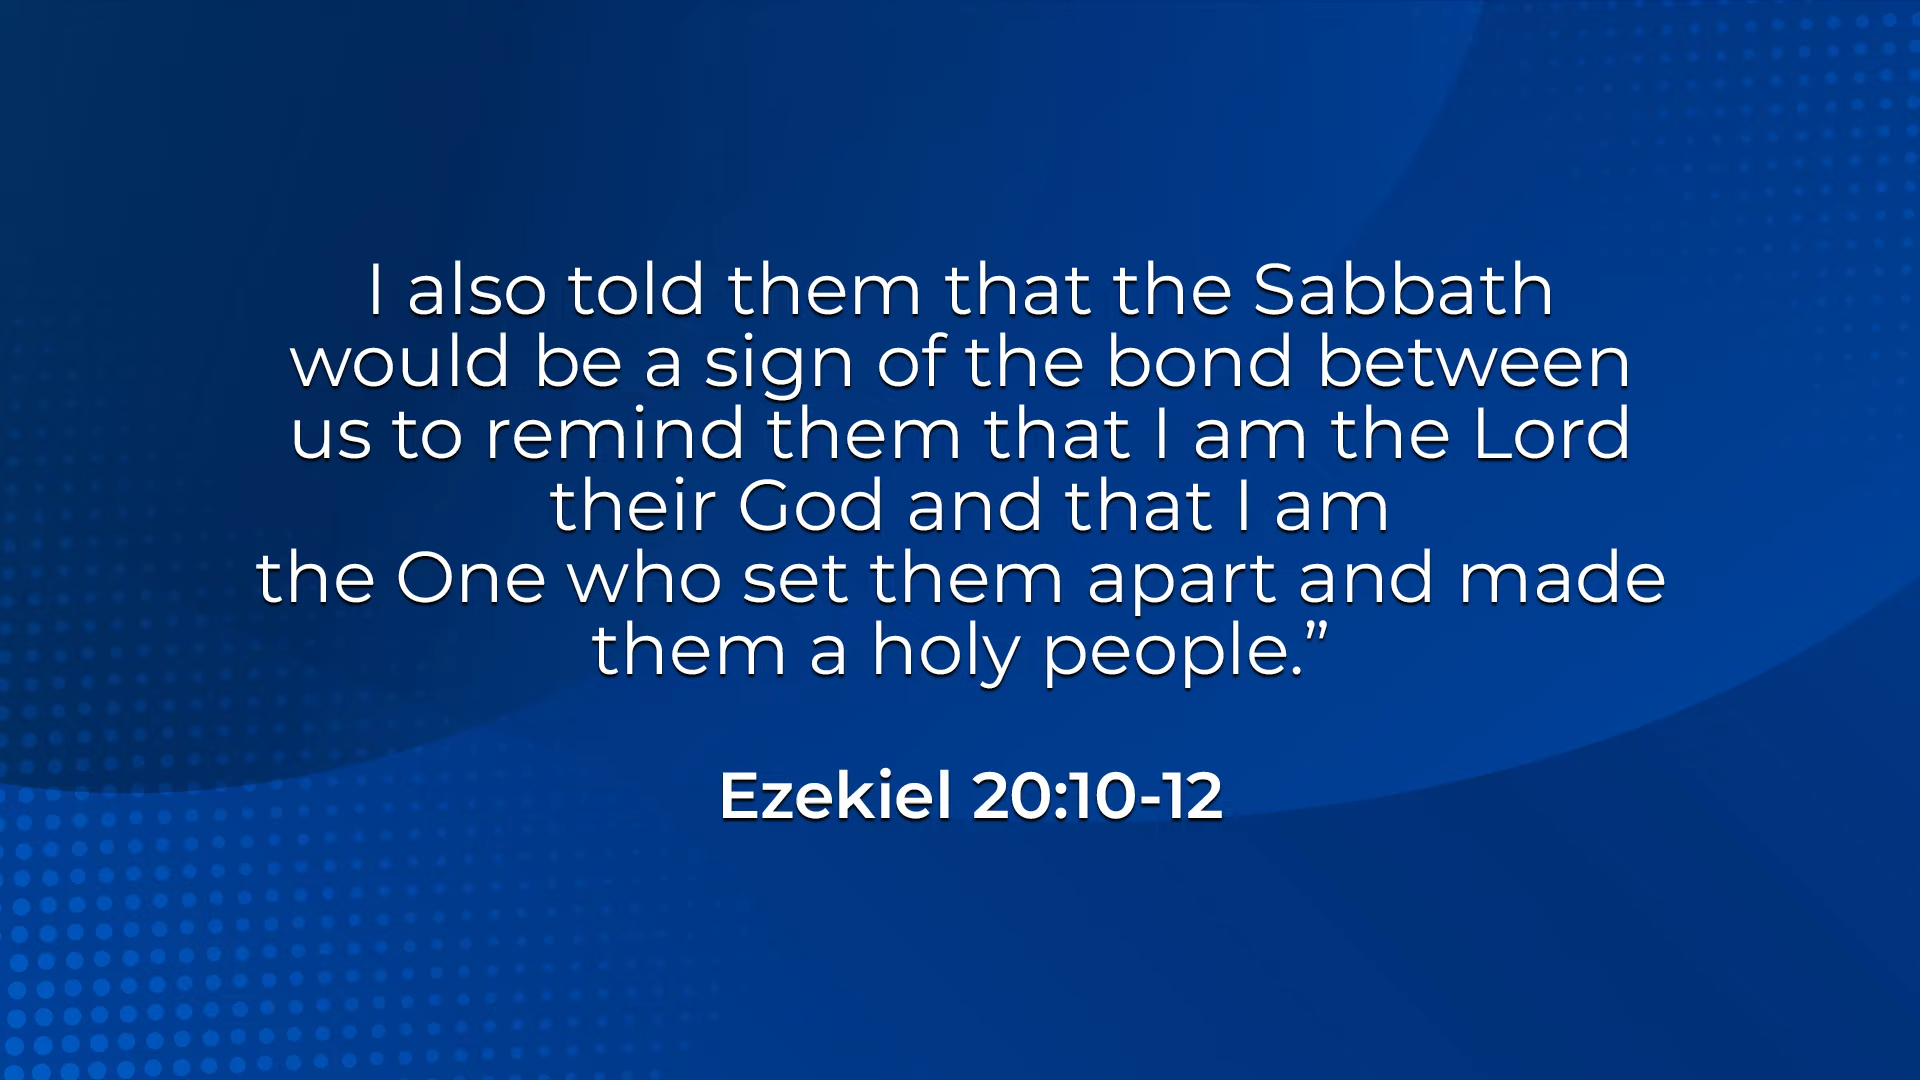 I also told them that the Sabbath
would be a sign of the bond between
us to remind them that I am the Lord
their God and that I am
the One who set them apart and made
them a holy people.”
Ezekiel 20:10-12